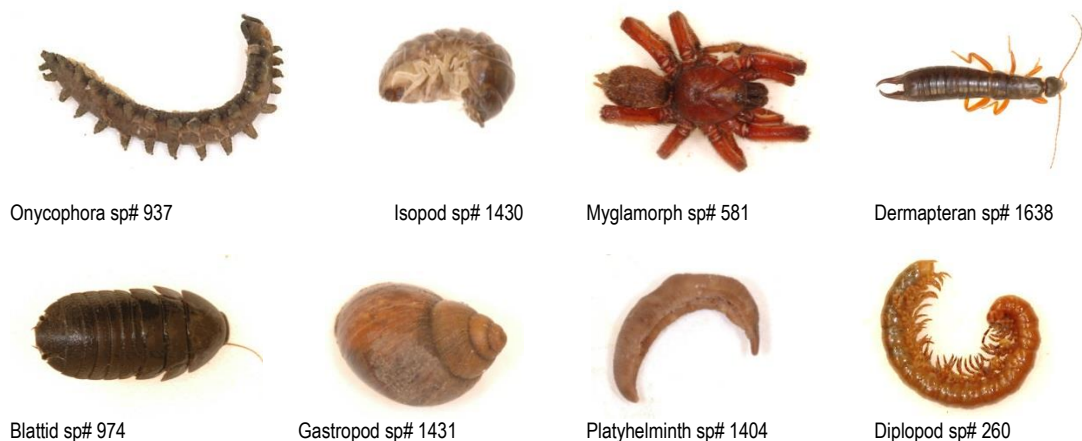 Onycophora sp# 937
Isopod sp# 1430
Myglamorph sp# 581
Dermapteran sp# 1638
Blattid sp# 974
Gastropod sp# 1431
Platyhelminth sp# 1404
Diplopod sp# 260